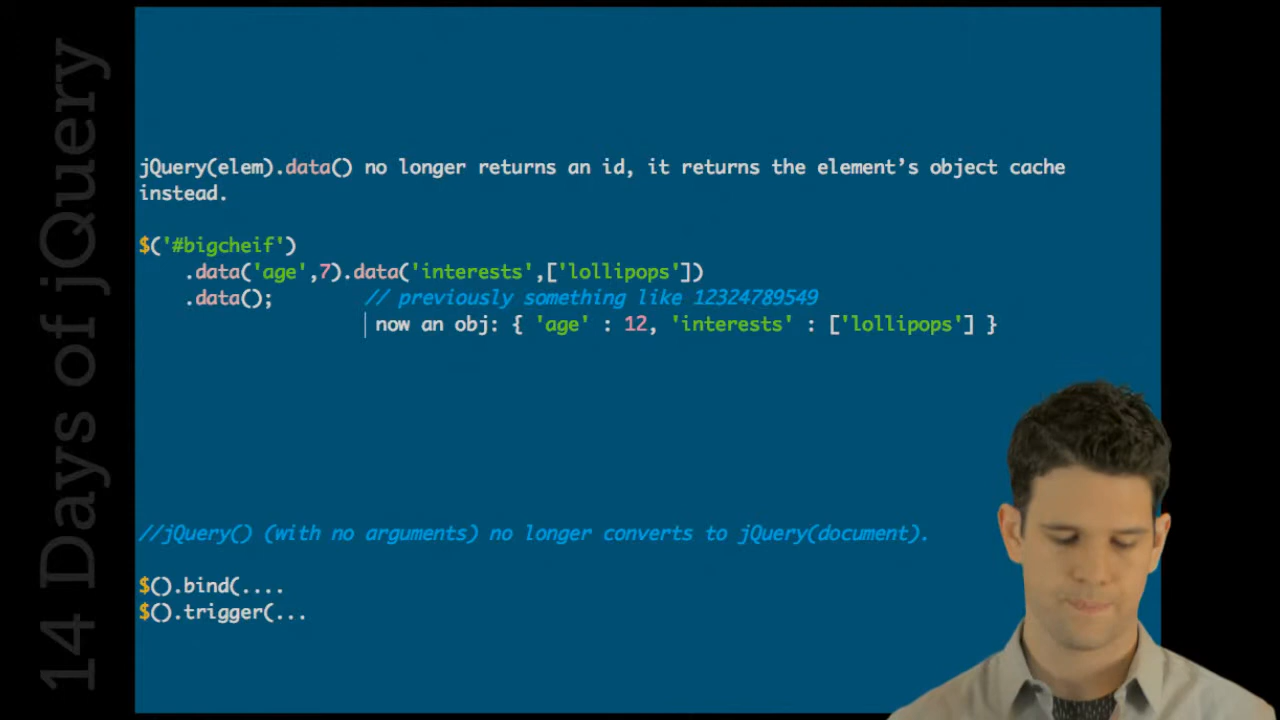 14 Days of jQuery
jQuery(elem).data() no longer returns an id, it returns the element’s object cache
instead.
$('#bigcheif')
.data('age',7).data('interests',['lollipops'])
.data(); // previously something like 12324789549
now an obj: { 'age' : 12, 'interests' : ['lollipops'] }
//jQuery() (with no arguments) no longer converts to jQuery(document).
$().bind(....
$().trigger(...